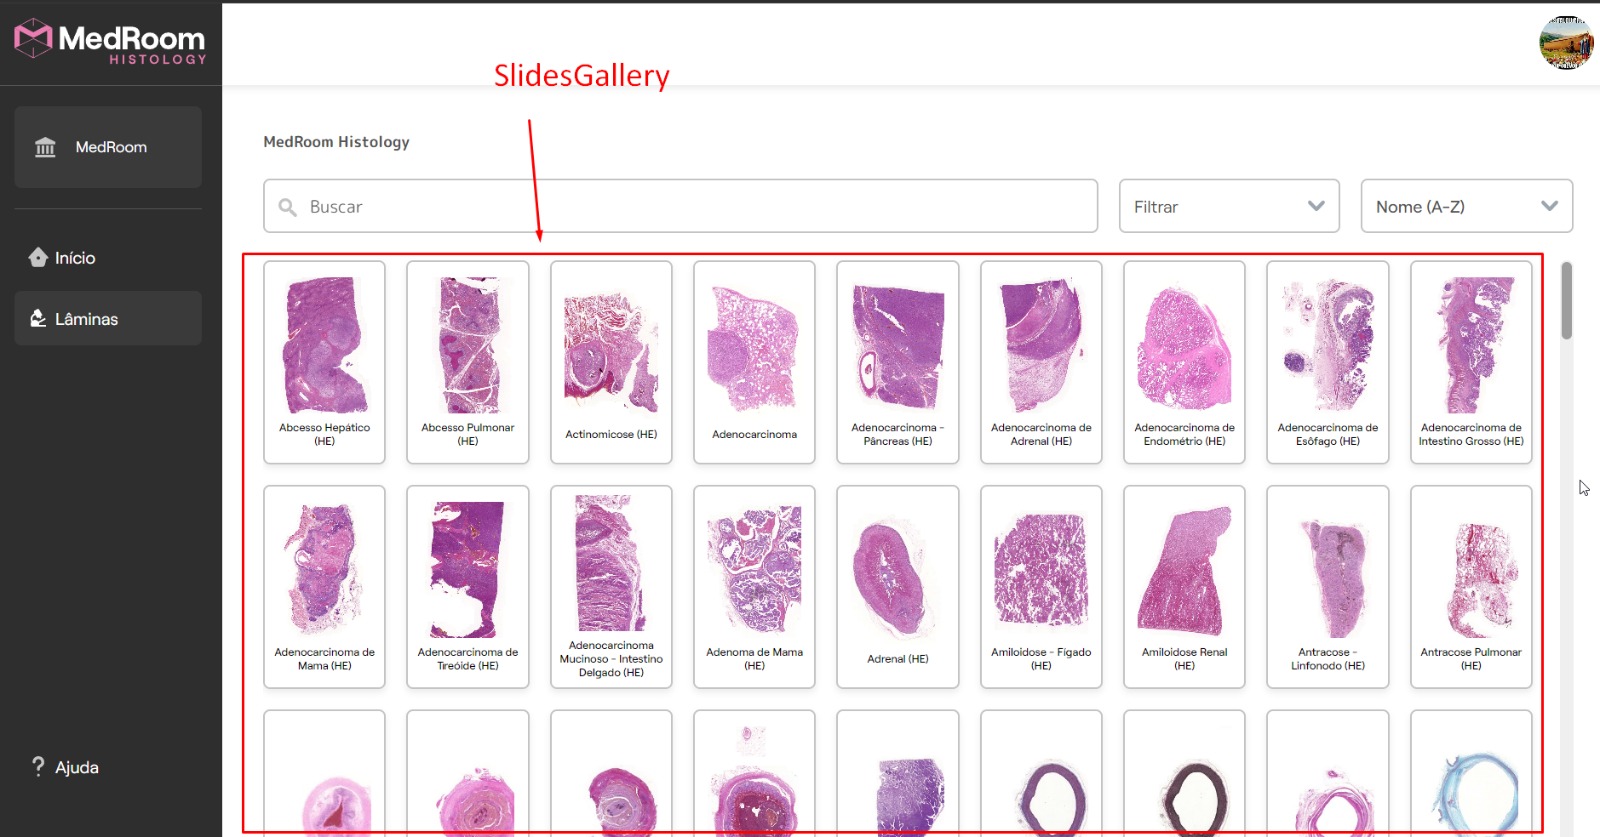 MedRoom
HISTOLOGY
SlidesGallery
MedRoom
MedRoom Histology
Buscar
Filtrar
Nome (A-Z)
Início
Lâminas
Abcesso Hepático
(HE)
Abcesso Pulmonar
(HE)
Actinomicose (HE)
Adenocarcinoma
Adenocarcinoma -
Pâncreas (HE)
Adenocarcinoma de
Adrenal (HE)
Adenocarcinoma de
Endométrio (HE)
Adenocarcinoma de
Esôfago (HE)
Adenocarcinoma de
Intestino Grosso (HE)
Adenocarcinoma de
Mama (HE)
Adenocarcinoma de
Tireóide (HE)
Adenocarcinoma
Mucinoso - Intestino
Delgado (HE)
Adenoma de Mama
(HE)
Adrenal (HE)
Amiloidose - Fígado
(HE)
Amiloidose Renal
(HE)
Antracose -
Linfonodo (HE)
Antracose Pulmonar
(HE)
? Ajuda